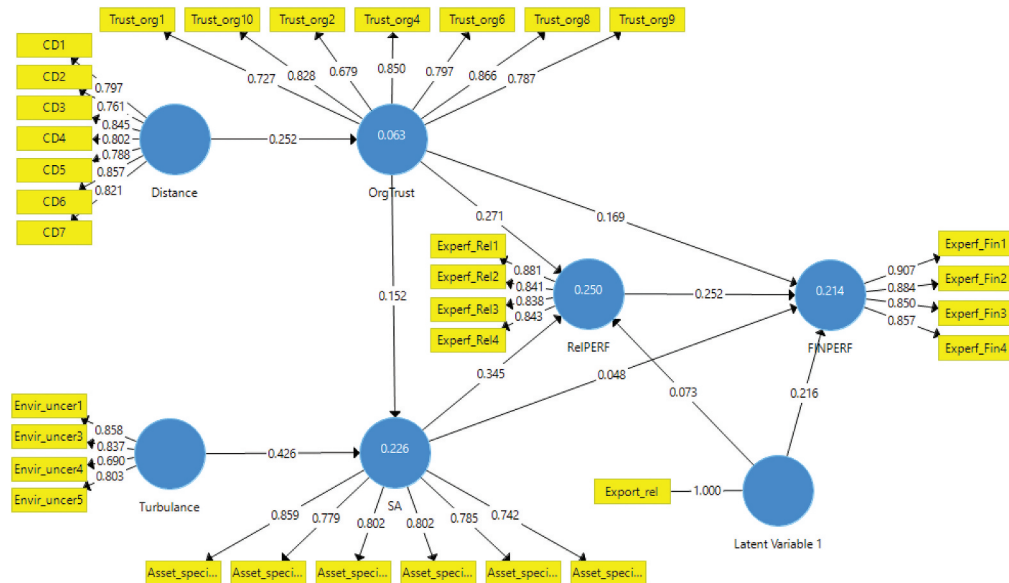 Trust_org1
Trust_org10
Trust_org2
Trust_org4
Trust_org6
Trust_org8
Trust_org9
CD1
CD2
CD3
CD4
CD5
CD6
CD7
0.727
0.828
0.679
0.850
0.797
0.866
0.787
0.797
0.761
0.845
0.802
0.788
0.857
0.821
Distance
0.252
0.063
OrgTrust
0.271
0.169
0.152
Experf_Rel1
Experf_Rel2
Experf_Rel3
Experf_Rel4
0.881
0.841
0.838
0.843
0.250
RelPERF
0.252
0.214
FINPERF
0.907
0.884
0.850
0.857
Experf_Fin1
Experf_Fin2
Experf_Fin3
Experf_Fin4
0.345
0.048
0.073
0.216
Envir_uncer1
Envir_uncer3
Envir_uncer4
Envir_uncer5
0.858
0.837
0.690
0.803
Turbulance
0.426
0.226
SA
Export_rel
1.000
Latent Variable 1
0.859
0.779
0.802
0.802
0.785
0.742
Asset_speci...
Asset_speci...
Asset_speci...
Asset_speci...
Asset_speci...
Asset_speci...